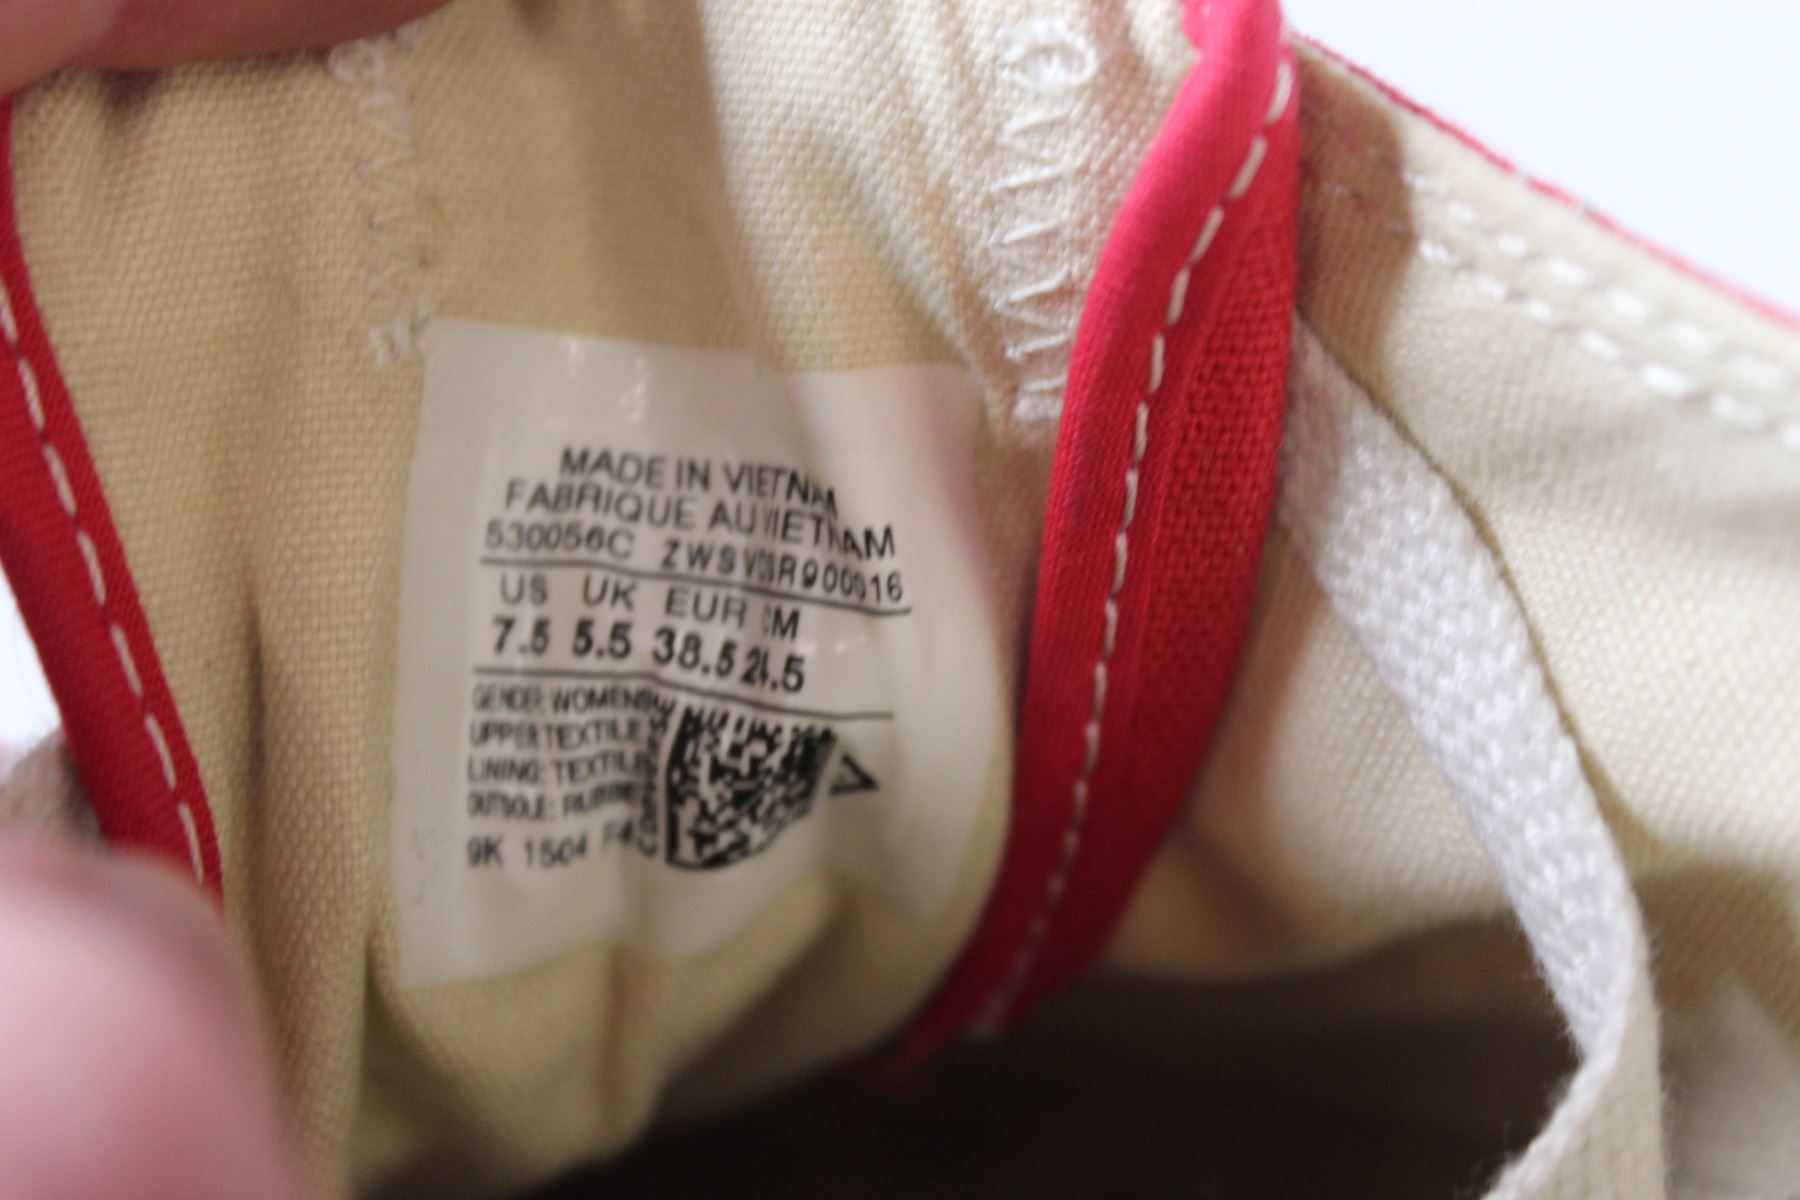 MADE IN VIETNAM
FABRIQUE AU VIETNAM
530056C
US UK EUR CM
7.5 5.5 38.5 24.5
GENDER: WOMENS
UPPER TEXTILE
LINING: TEXTILE
OUTSOLE: RUBBER
9K 1504